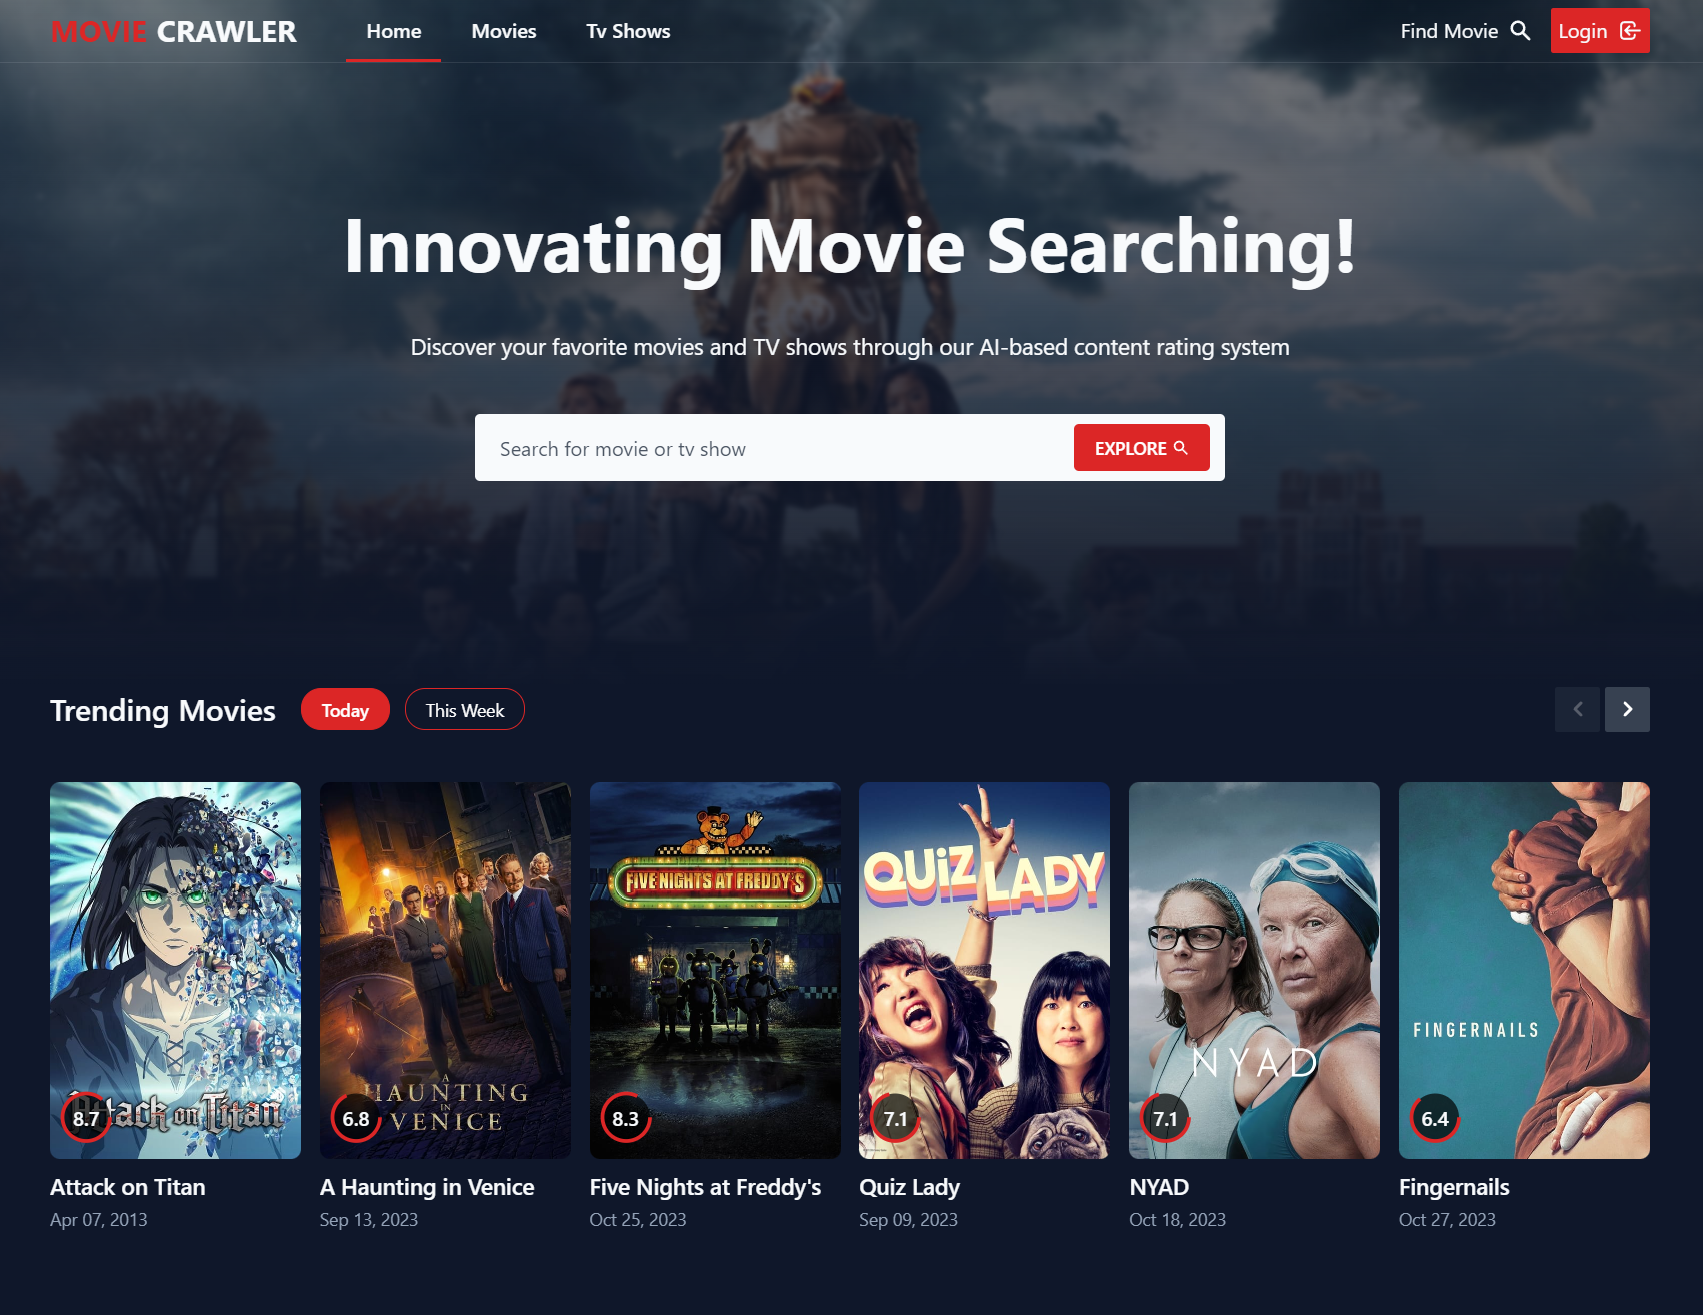 MOVIE CRAWLER
Home
Movies
Tv Shows
Find Movie
Login
Innovating Movie Searching!
Discover your favorite movies and TV shows through our AI-based content rating system
Search for movie or tv show
EXPLORE
Trending Movies
Today
This Week
Attack on Titan
8.7
A
HAUNTING
IN
VENICE
6.8
FIVE NIGHTS AT FREDDY'S
8.3
QUiZ LADY
7.1
NYAD
7.1
FINGERNAILS
6.4
Attack on Titan
Apr 07, 2013
A Haunting in Venice
Sep 13, 2023
Five Nights at Freddy's
Oct 25, 2023
Quiz Lady
Sep 09, 2023
NYAD
Oct 18, 2023
Fingernails
Oct 27, 2023